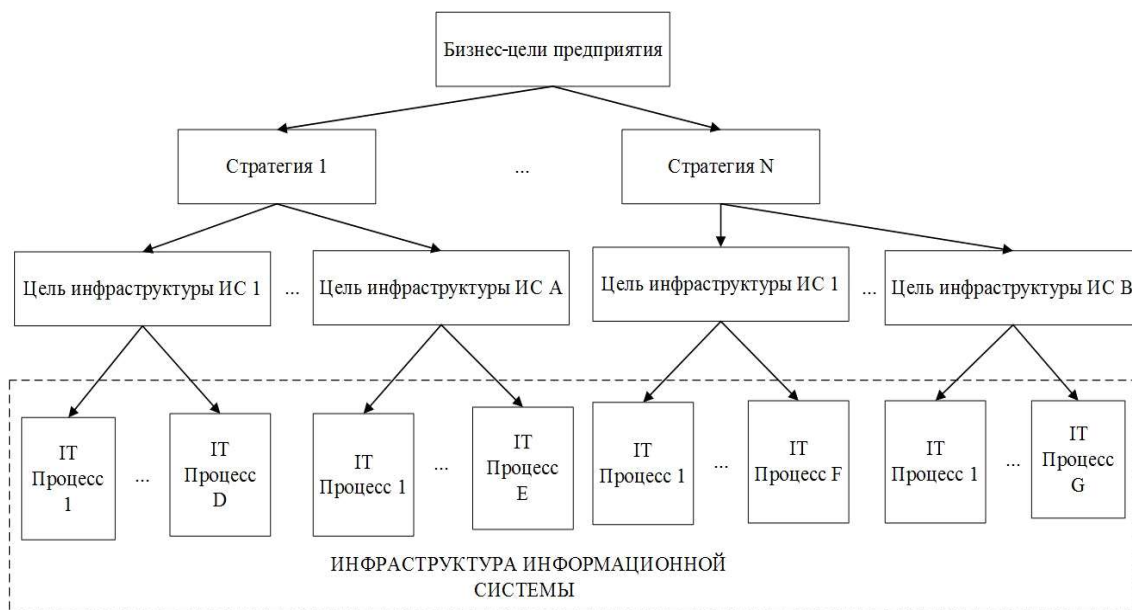 Бизнес-цели предприятия
Стратегия 1
...
Стратегия N
Цель инфраструктуры ИС 1
...
Цель инфраструктуры ИС A
Цель инфраструктуры ИС 1
...
Цель инфраструктуры ИС B
IT
Процесс
1
...
IT
Процесс
D
IT
Процесс 1
...
IT
Процесс
E
IT
Процесс 1
...
IT
Процесс F
IT
Процесс 1
...
IT
Процесс
G
ИНФРАСТРУКТУРА ИНФОРМАЦИОННОЙ
СИСТЕМЫ